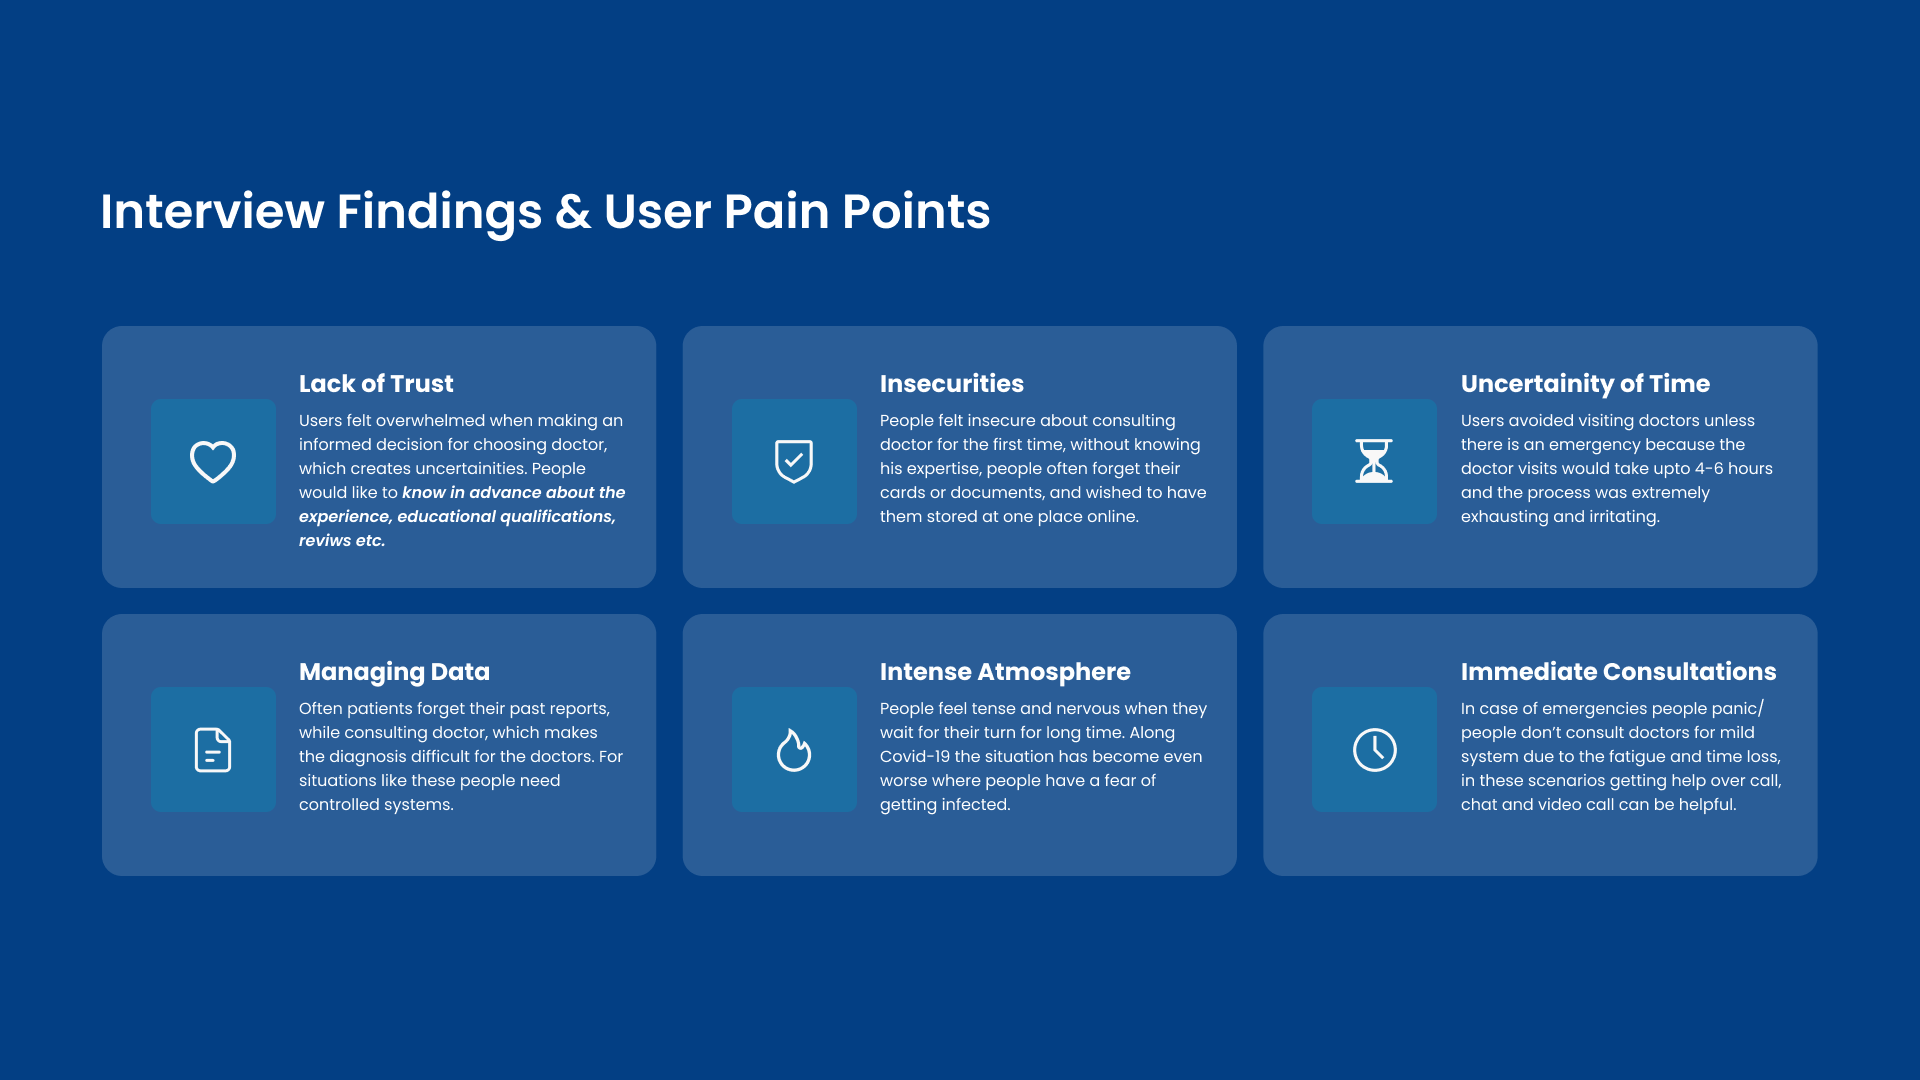 Interview Findings & User Pain Points
Lack of Trust
Users felt overwhelmed when making an
informed decision for choosing doctor,
which creates uncertainities. People
would like to know in advance about the
experience, educational qualifications,
reviws etc.
Insecurities
People felt insecure about consulting
doctor for the first time, without knowing
his expertise, people often forget their
cards or documents, and wished to have
them stored at one place online.
Uncertainity of Time
Users avoided visiting doctors unless
there is an emergency because the
doctor visits would take upto 4-6 hours
and the process was extremely
exhausting and irritating.
Managing Data
Often patients forget their past reports,
while consulting doctor, which makes
the diagnosis difficult for the doctors. For
situations like these people need
controlled systems.
Intense Atmosphere
People feel tense and nervous when they
wait for their turn for long time. Along
Covid-19 the situation has become even
worse where people have a fear of
getting infected.
Immediate Consultations
In case of emergencies people panic/
people don’t consult doctors for mild
system due to the fatigue and time loss,
in these scenarios getting help over call,
chat and video call can be helpful.